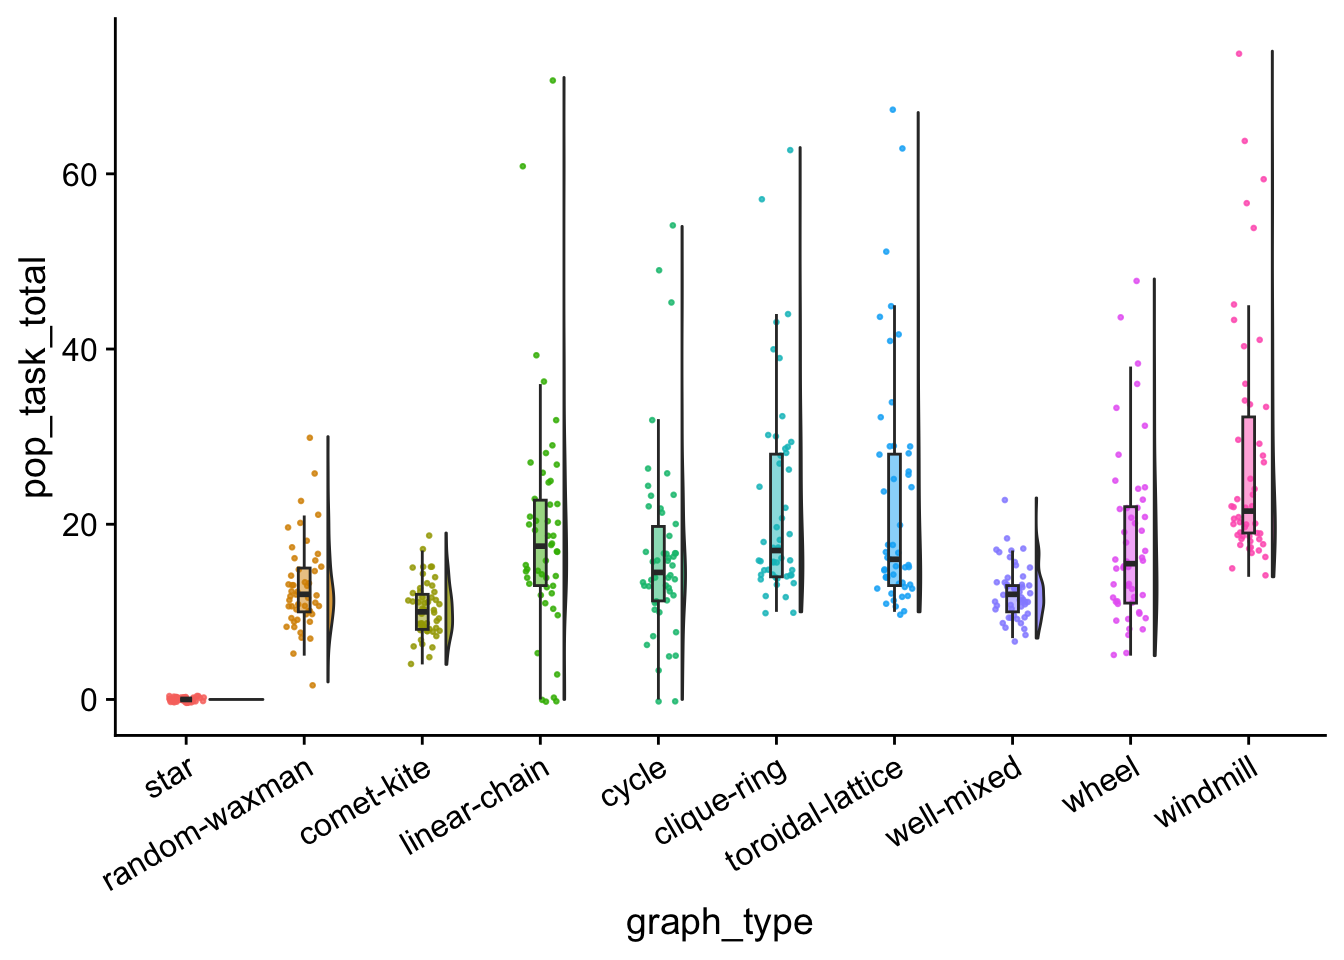 pop_task_total
60
40
20
0
star
random-waxman
comet-kite
linear-chain
cycle
clique-ring
toroidal-lattice
well-mixed
wheel
windmill
graph_type